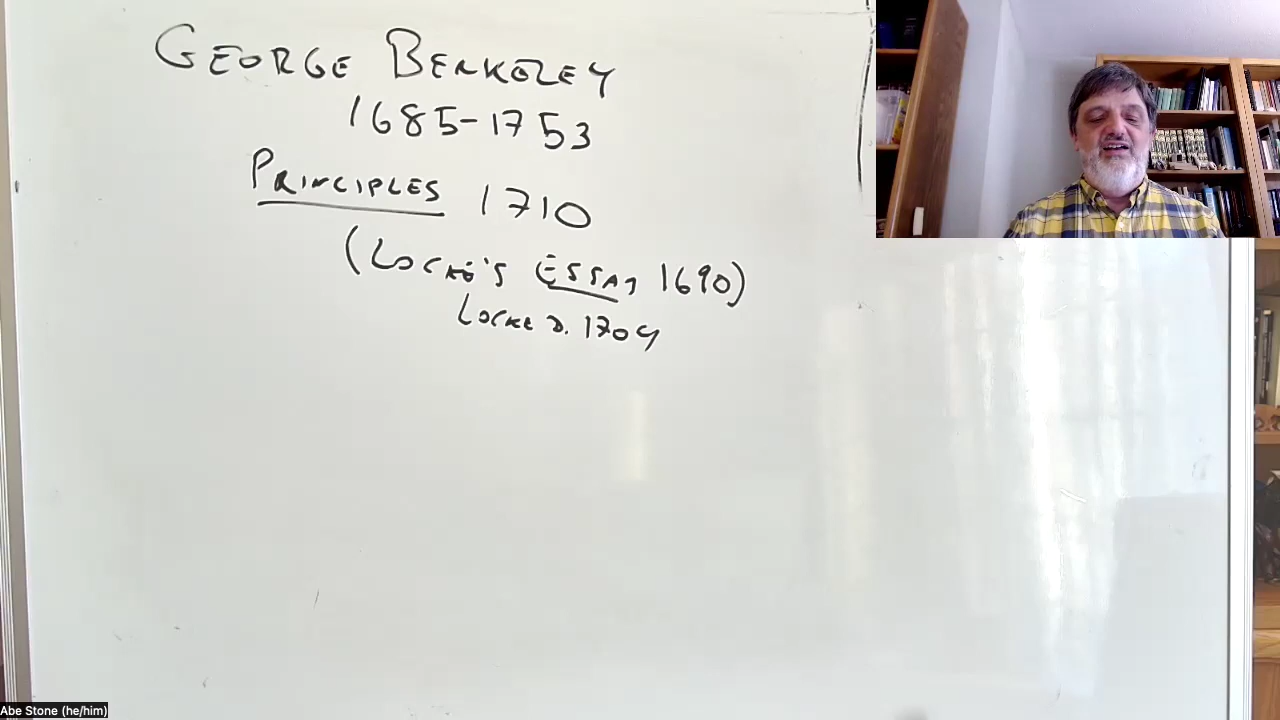 GEORGE BERKELEY
1685-1753
PRINCIPLES 1710
(LOCKE'S ESSAY 1690)
LOCKE D. 1704
Abe Stone (he/him)